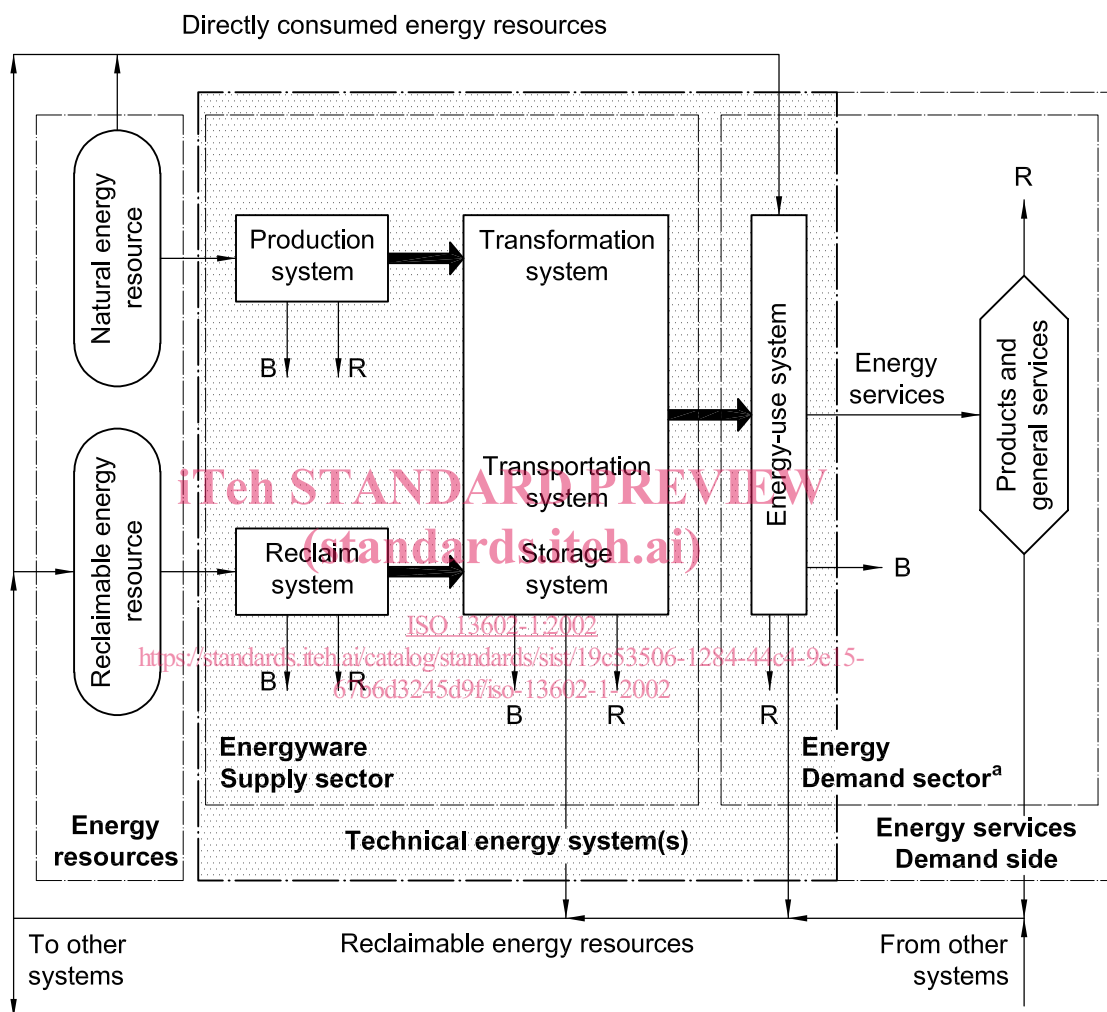 Directly consumed energy resources
Natural energy
resource
Production
system
B
R
Transformation
system
Transportation
system
Storage
system
Reclaimable energy
resource
Reclaim
system
B
R
B
R
Energy-use system
Energy
services
B
R
Products and
general services
R
iTeh STANDARD PREVIEW
(standards.iteh.ai)
ISO 13602-1:2002
https://standards.iteh.ai/catalog/standards/sist/19c53506-1284-44c4-9e15-
67b6d3245d9f/iso-13602-1-2002
Energyware
Supply sector
Energy
Demand sectorᵃ
Energy
resources
Technical energy system(s)
Energy services
Demand side
To other
systems
Reclaimable energy resources
From other
systems